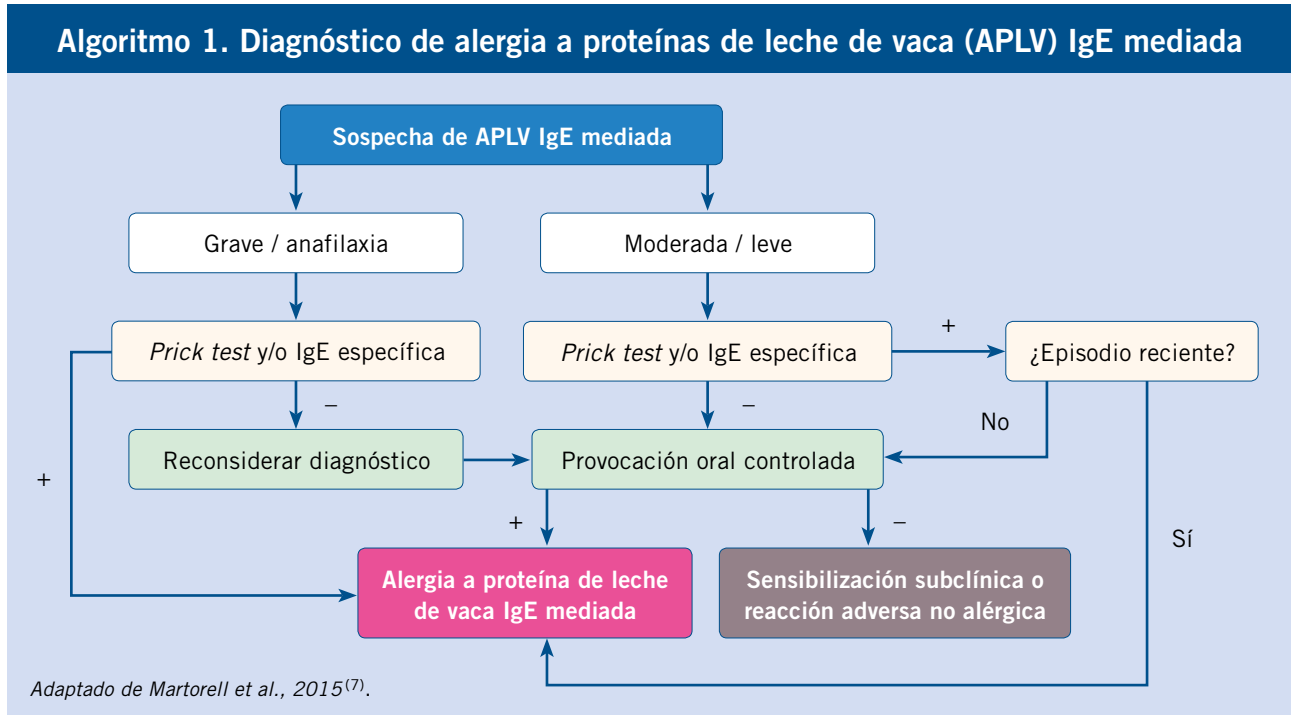 Algoritmo 1. Diagnóstico de alergia a proteínas de leche de vaca (APLV) IgE mediada
Sospecha de APLV IgE mediada
Grave / anafilaxia
Moderada / leve
Prick test y/o IgE específica
Prick test y/o IgE específica
+
¿Episodio reciente?
–
–
No
Reconsiderar diagnóstico
Provocación oral controlada
+
+
–
Sí
Alergia a proteína de leche
de vaca IgE mediada
Sensibilización subclínica o
reacción adversa no alérgica
Adaptado de Martorell et al., 2015(7).